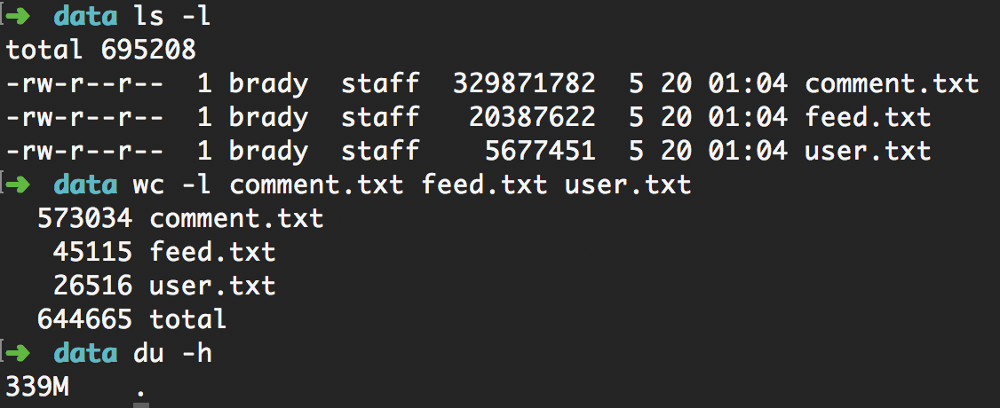 ➜  data ls -l
total 695208
-rw-r--r--  1 brady  staff  329871782  5 20 01:04 comment.txt
-rw-r--r--  1 brady  staff   20387622  5 20 01:04 feed.txt
-rw-r--r--  1 brady  staff    5677451  5 20 01:04 user.txt
➜  data wc -l comment.txt feed.txt user.txt
  573034 comment.txt
   45115 feed.txt
   26516 user.txt
  644665 total
➜  data du -h
339M    .